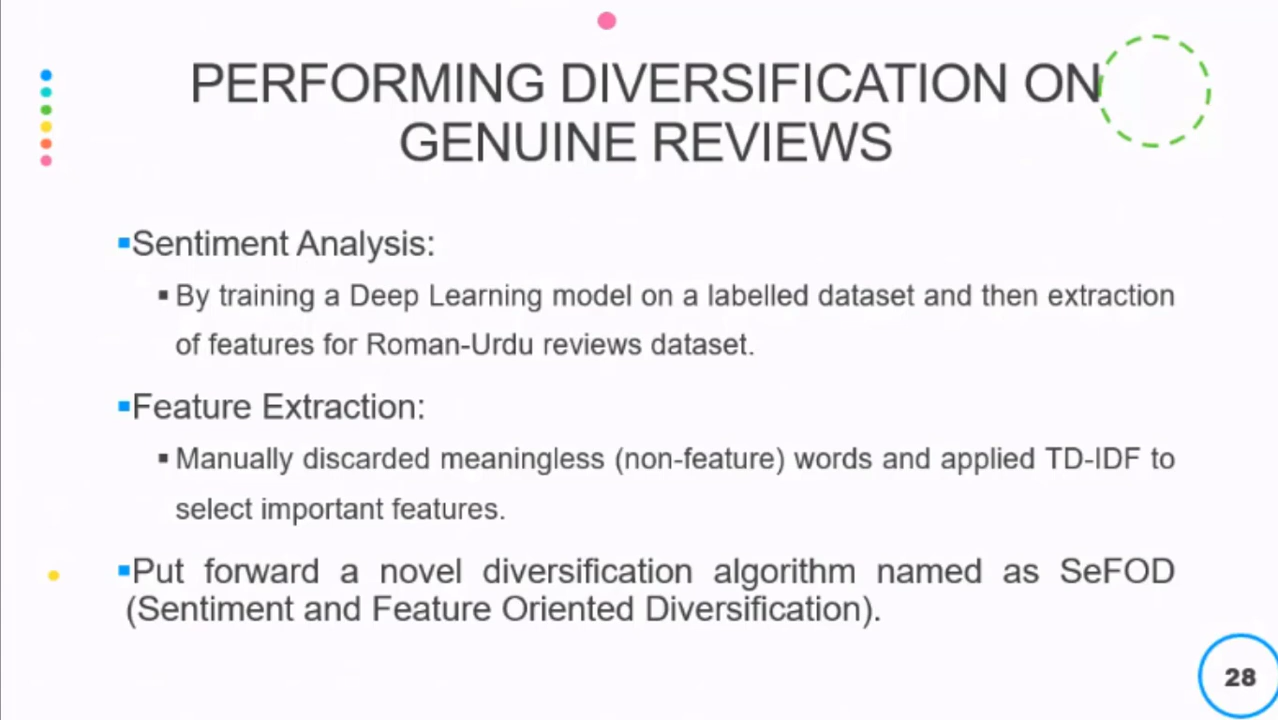 PERFORMING DIVERSIFICATION ON
GENUINE REVIEWS
▪Sentiment Analysis:
▪By training a Deep Learning model on a labelled dataset and then extraction
of features for Roman-Urdu reviews dataset.
▪Feature Extraction:
▪Manually discarded meaningless (non-feature) words and applied TD-IDF to
select important features.
▪Put forward a novel diversification algorithm named as SeFOD
(Sentiment and Feature Oriented Diversification).
28